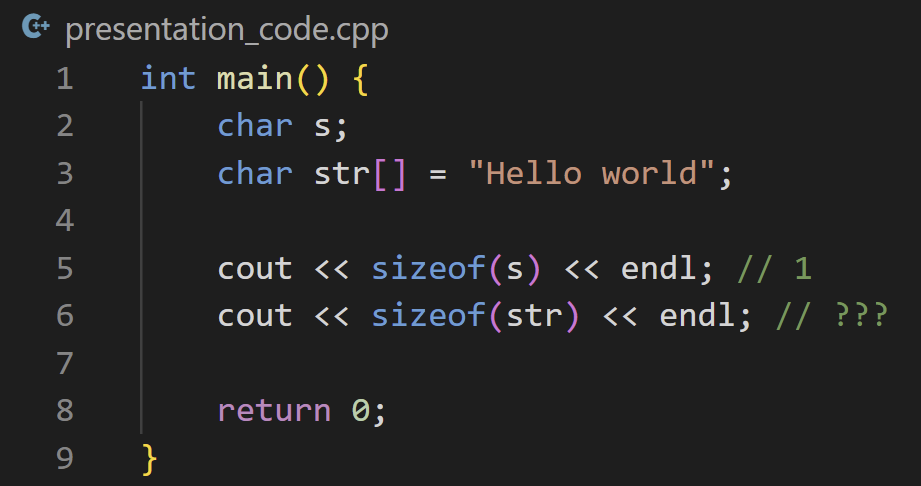 presentation_code.cpp
1 int main() {
2 char s;
3 char str[] = "Hello world";
4
5 cout << sizeof(s) << endl; // 1
6 cout << sizeof(str) << endl; // ???
7
8 return 0;
9 }